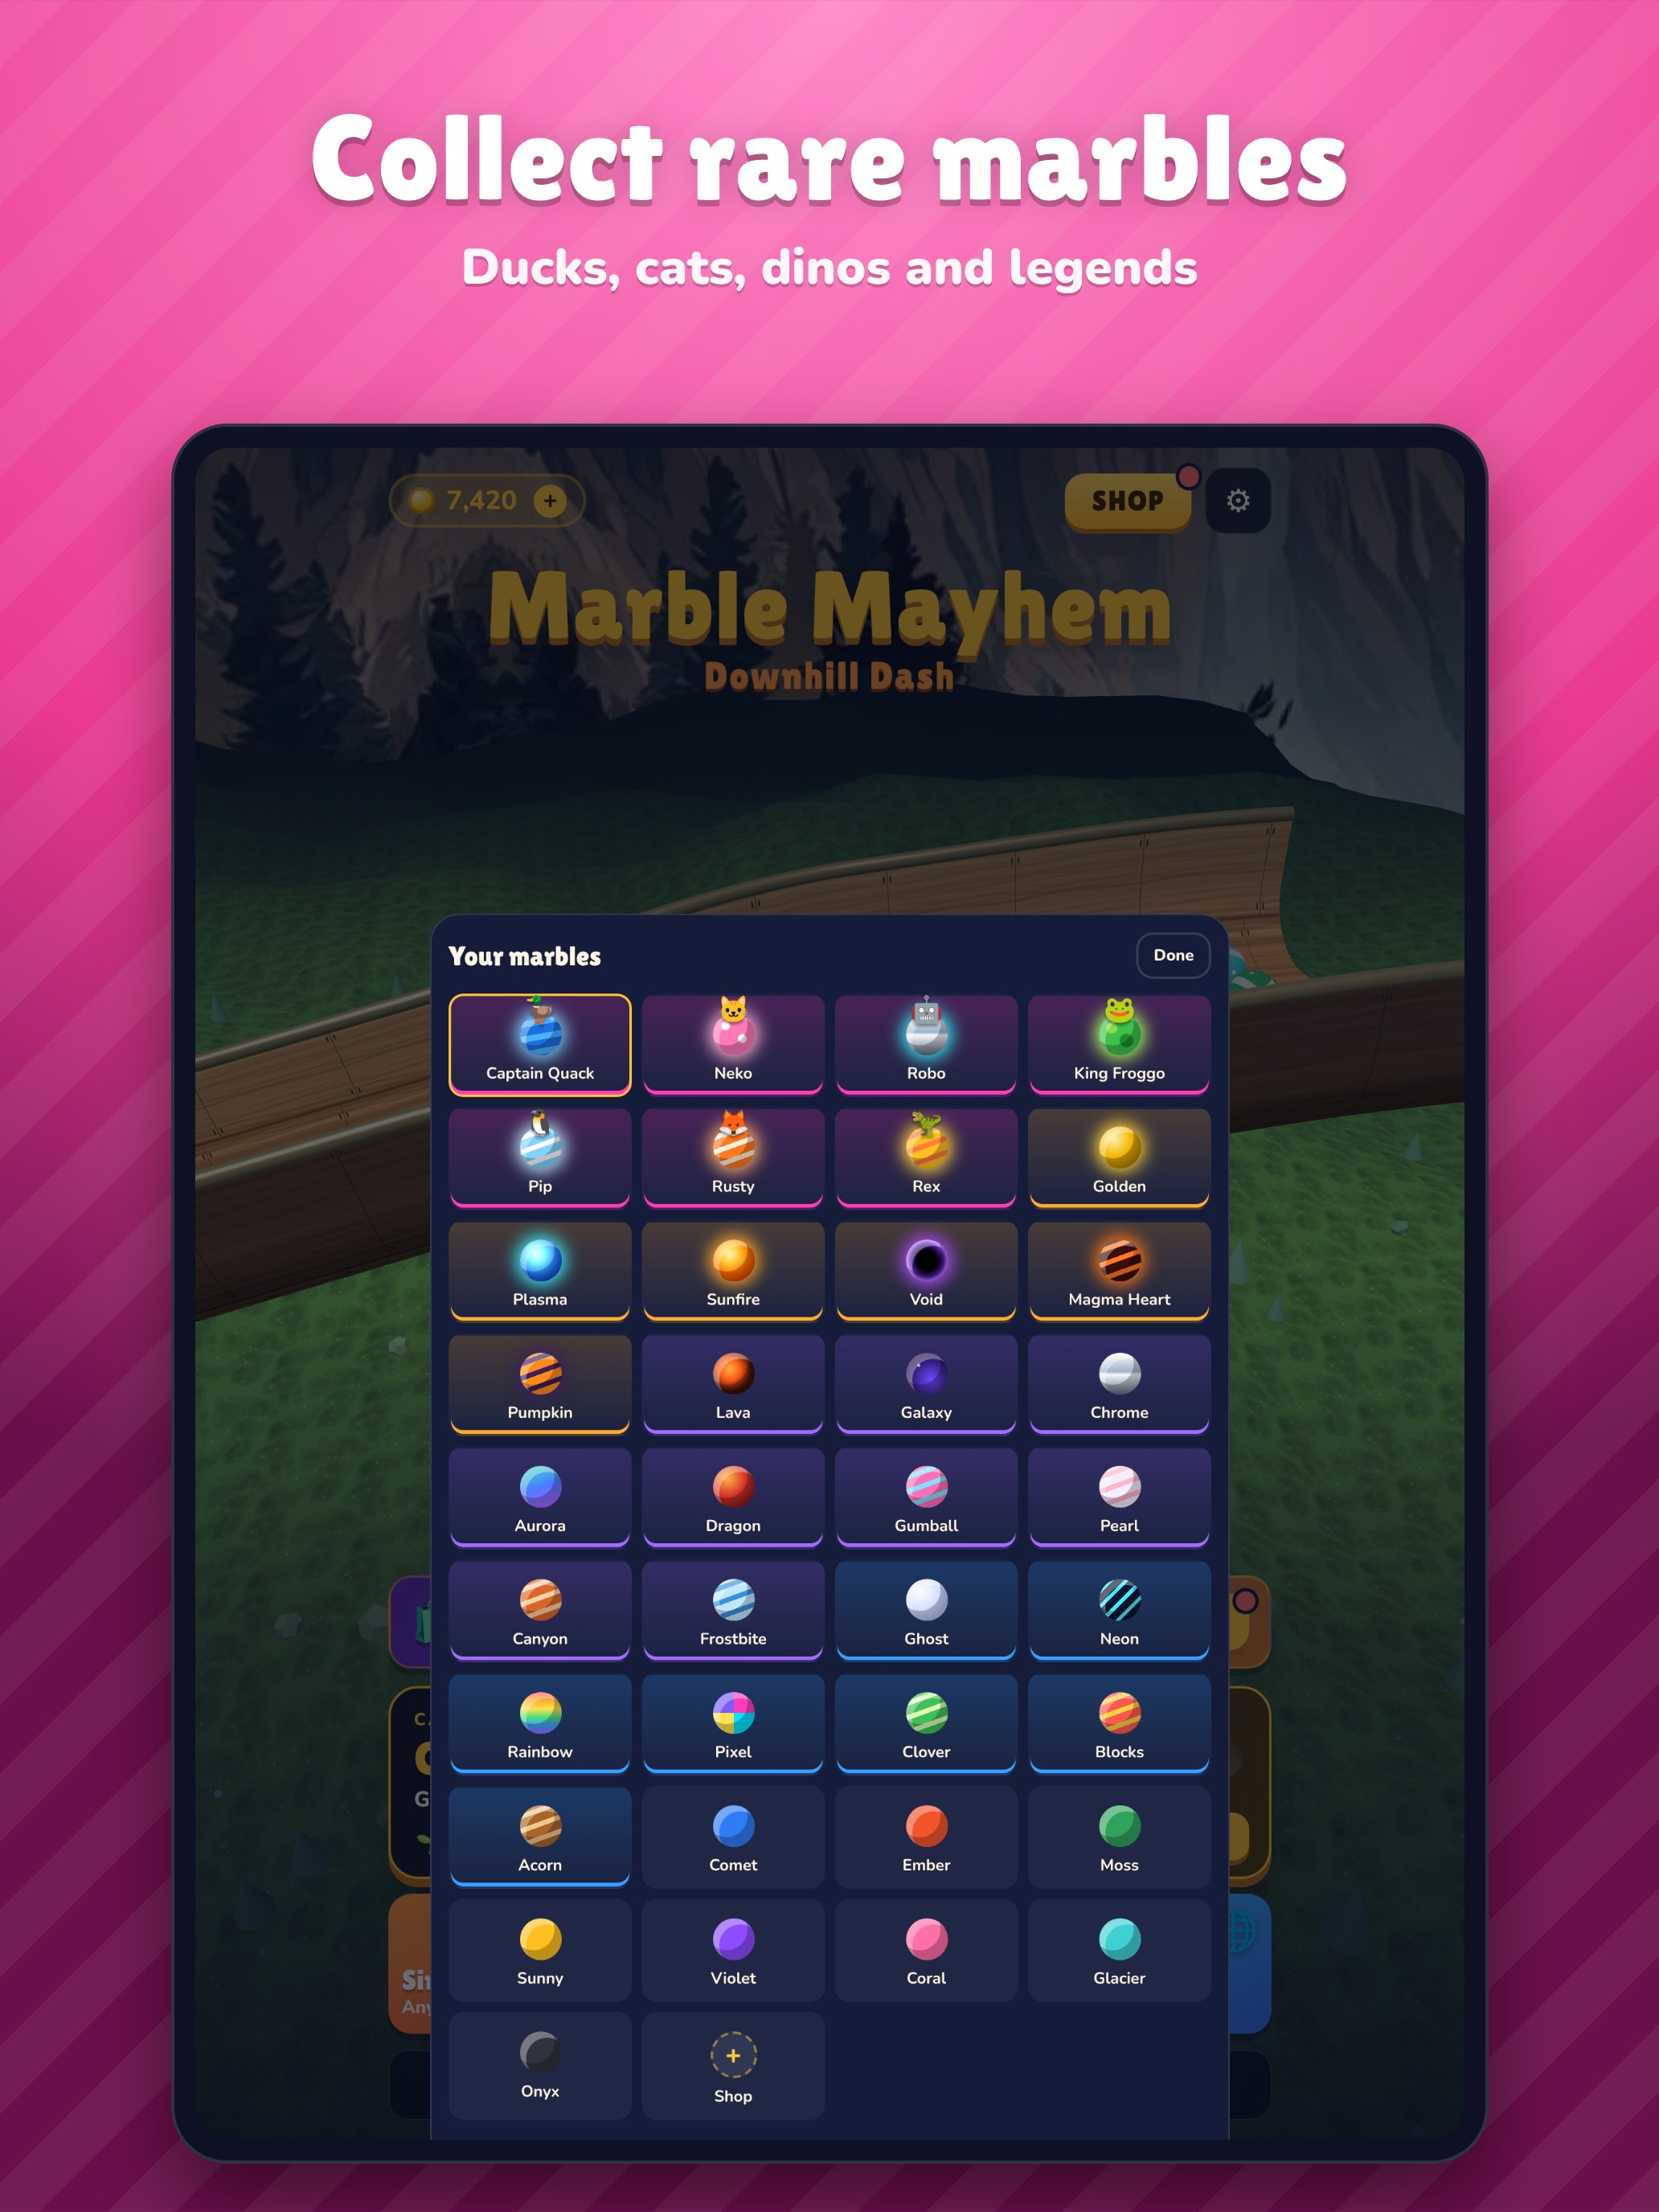 Collect rare marbles
Ducks, cats, dinos and legends
7,420 +
SHOP
Marble Mayhem
Downhill Dash
Your marbles
Done
Captain Quack
Neko
Robo
King Froggo
Pip
Rusty
Rex
Golden
Plasma
Sunfire
Void
Magma Heart
Pumpkin
Lava
Galaxy
Chrome
Aurora
Dragon
Gumball
Pearl
Canyon
Frostbite
Ghost
Neon
Rainbow
Pixel
Clover
Blocks
Acorn
Comet
Ember
Moss
Sunny
Violet
Coral
Glacier
Onyx
+
Shop